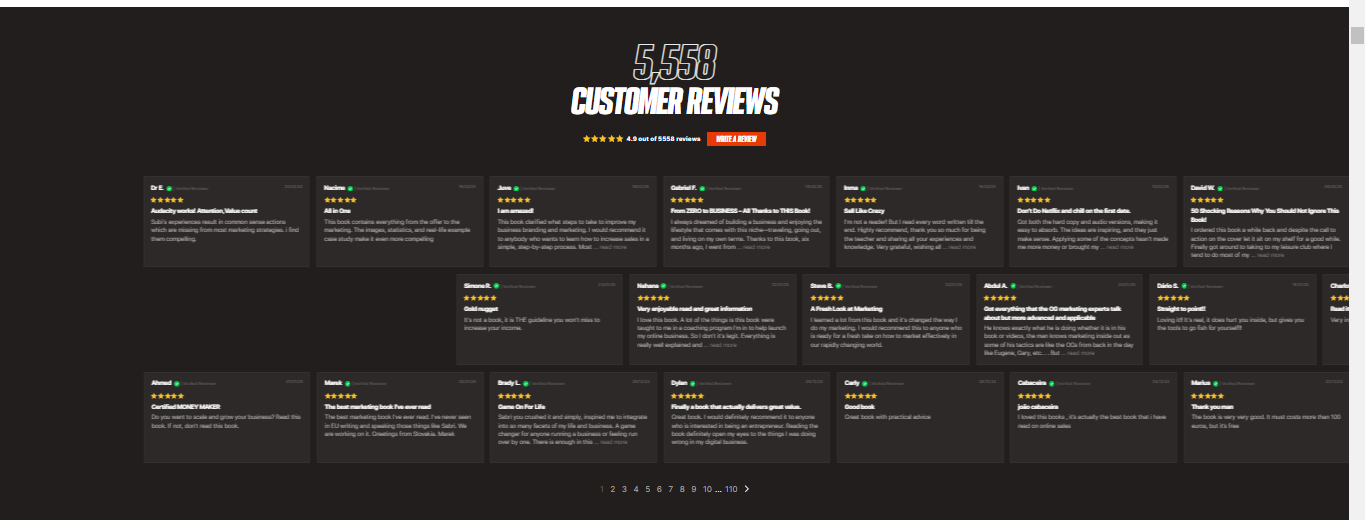 5,558
CUSTOMER REVIEWS
4.9 out of 5558 reviews WRITE A REVIEW
Dr E. Verified Reviewer
Audacity works! Attention, Value count
Subi's experiences result in common sense actions
which are missing from most marketing strategies. I find
them compelling.
Nacime Verified Reviewer
All in One
This book contains everything from the offer to the
marketing. The images, statistics, and real-life example
case study make it even more compelling
Juve Verified Reviewer
I am amazed!
This book clarified what steps to take to improve my
business branding and marketing. I would recommend it
to anybody who wants to learn how to increase sales in a
simple, step-by-step process. Most ... read more
Gabriel F. Verified Reviewer
From ZERO to BUSINESS – All Thanks to THIS Book!
I always dreamed of building a business and enjoying the
lifestyle that comes with this niche—traveling, going out,
and living on my own terms. Thanks to this book, six
months ago, I went from ... read more
Inma Verified Reviewer
Sell Like Crazy
I'm not a reader! But I read every word written till the
end. Highly recommend, thank you so much for being
the teacher and sharing all your experiences and
knowledge. Very grateful, wishing all ... read more
Ivan Verified Reviewer
Don't Do Netflix and chill on the first date.
Got both the hard copy and audio versions, making it
easy to absorb. The ideas are inspiring, and they just
make sense. Applying some of the concepts hasn't made
me more money or brought my ... read more
David W. Verified Reviewer
50 Shocking Reasons Why You Should Not Ignore This
Book!
I ordered this book a while back and despite the call to
action on the cover let it sit on my shelf for a good while.
Finally got around to taking to my leisure club where I
tend to do most of my ... read more
Simone R. Verified Reviewer
Gold nugget
It's not a book, it is THE guideline you won't miss to
increase your income.
Nehana Verified Reviewer
Very enjoyable read and great information
I love this book. A lot of the things is this book were
taught to me in a coaching program I'm in to help launch
my online business. So I don't it's legit. Everything is
really well explained and ... read more
Steve B. Verified Reviewer
A Fresh Look at Marketing
I learned a lot from this book and it's changed the way I
do my marketing. I would recommend this to anyone who
is ready for a fresh take on how to market effectively in
our rapidly changing world.
Abdul A. Verified Reviewer
Got everything that the OG marketing experts talk
about but more advanced and applicable
He knows exactly what he is doing whether it is in his
book or videos, the man knows marketing inside out as
some of his tactics are like the OGs from back in the day
like Eugene, Gary, etc. . . But ... read more
Dário S. Verified Reviewer
Straight to point!!
Loving it!! It's real, it does hurt you inside, but gives you
the tools to go fish for yourself!!
Charlo
Read it
Very in
Ahmed Verified Reviewer
Certified MONEY MAKER
Do you want to scale and grow your business? Read this
book. If not, don't read this book.
Marek Verified Reviewer
The best marketing book I've ever read
The best marketing book I've ever read. I've never seen
in EU writing and speaking those things like Sabri. We
are working on it. Greetings from Slovakia. Marek
Brady L. Verified Reviewer
Game On For Life
Sabri you crushed it and simply, inspired me to integrate
into so many facets of my life and business. A game
changer for anyone running a business or feeling run
over by one. There is enough in this ... read more
Dylan Verified Reviewer
Finally a book that actually delivers great value.
Great book. I would definitely recommend it to anyone
who is interested in being an entrepreneur. Reading the
book definitely open my eyes to the things I was doing
wrong in my digital business.
Carly Verified Reviewer
Good book
Great book with practical advice
Cabaceira Verified Reviewer
joão cabaceira
I loved this books , it's actually the best book that i have
read on online sales
Marius Verified Reviewer
Thank you man
The book is very very good. It must costs more than 100
euros, but it's free
1 2 3 4 5 6 7 8 9 10 ... 110